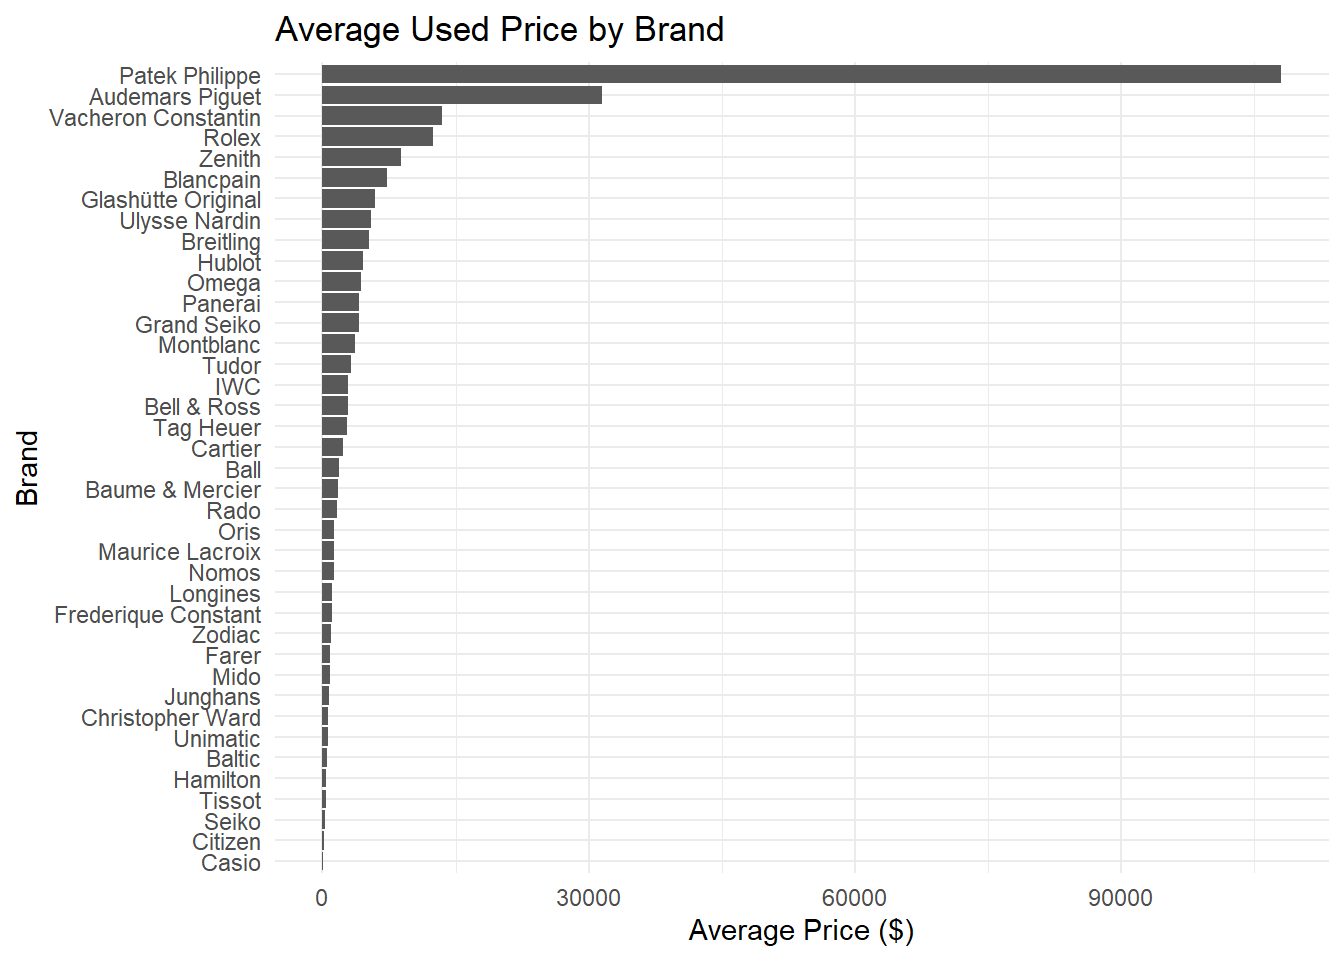 Average Used Price by Brand
Patek Philippe
Audemars Piguet
Vacheron Constantin
Rolex
Zenith
Blancpain
Glashütte Original
Ulysse Nardin
Breitling
Hublot
Omega
Panerai
Grand Seiko
Montblanc
Tudor
IWC
Bell & Ross
Tag Heuer
Cartier
Ball
Baume & Mercier
Rado
Oris
Maurice Lacroix
Nomos
Longines
Frederique Constant
Zodiac
Farer
Mido
Junghans
Christopher Ward
Unimatic
Baltic
Hamilton
Tissot
Seiko
Citizen
Casio
Brand
0 30000 60000 90000
Average Price ($)